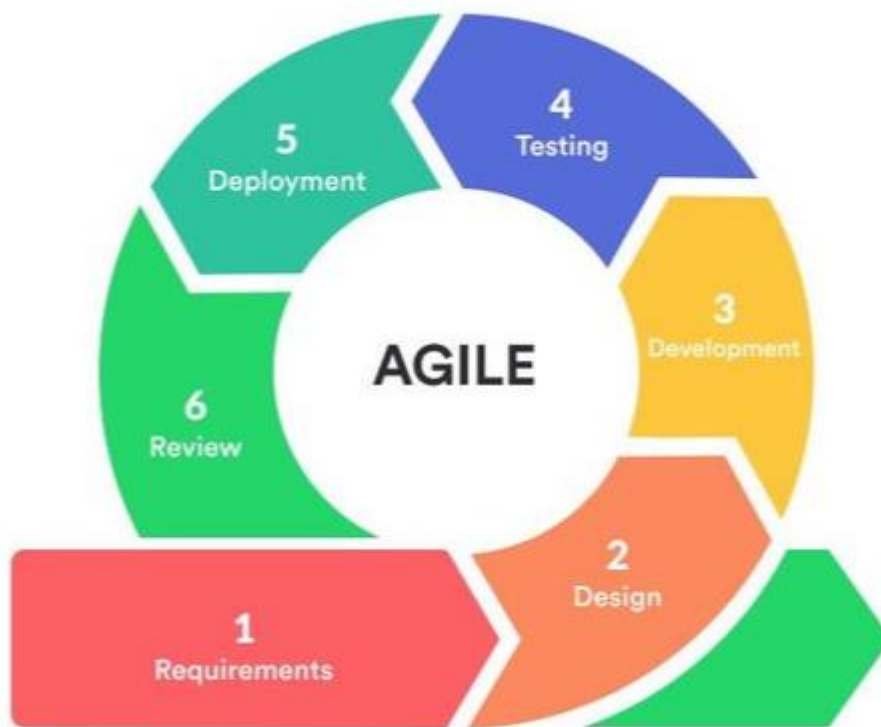 5
Deployment
4
Testing
3
Development
AGILE
6
Review
2
Design
1
Requirements